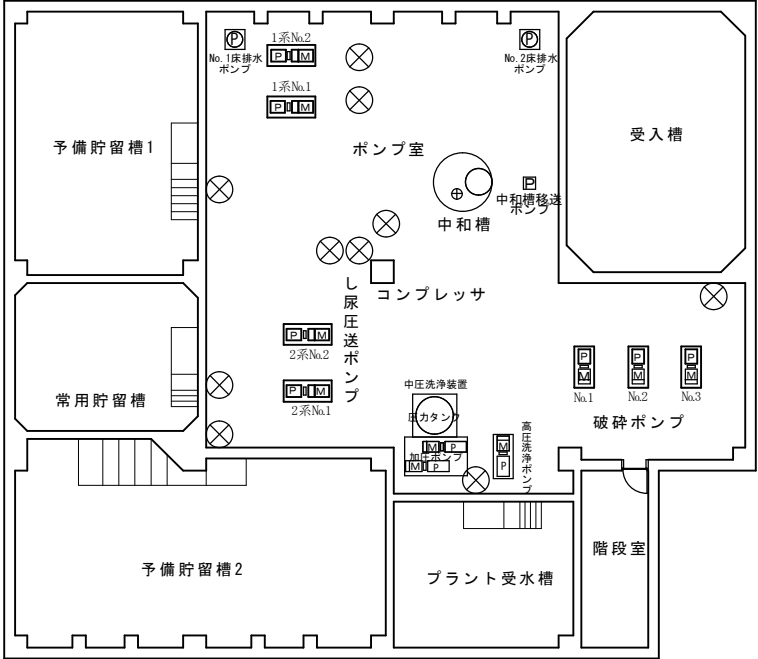 1系No.2
P M
P
No.1床排水
ポンプ
P
No.2床排水
ポンプ
1系No.1
P M
予備貯留槽1
ポンプ室
受入槽
P
中和槽移送
ポンプ
中和槽
コンプレッサ
し尿圧送ポンプ
P M
2系No.2
P M
2系No.1
常用貯留槽
中圧洗浄装置
圧力タンク
加圧ポンプ
M P
M P
高圧洗浄ポンプ
M
P
P
M
No.1
P
M
No.2
P
M
No.3
破砕ポンプ
予備貯留槽2
プラント受水槽
階段室